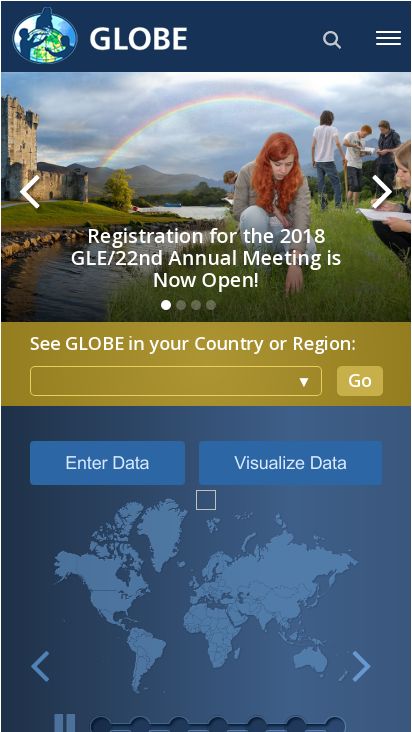 GLOBE
Registration for the 2018
GLE/22nd Annual Meeting is
Now Open!
See GLOBE in your Country or Region:
Go
Enter Data
Visualize Data